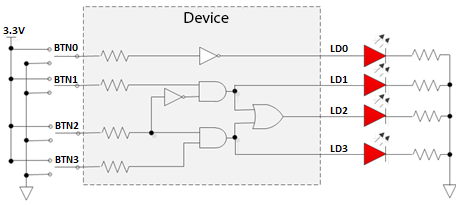 Device
3.3V
BTN0
LD0
BTN1
LD1
BTN2
LD2
BTN3
LD3